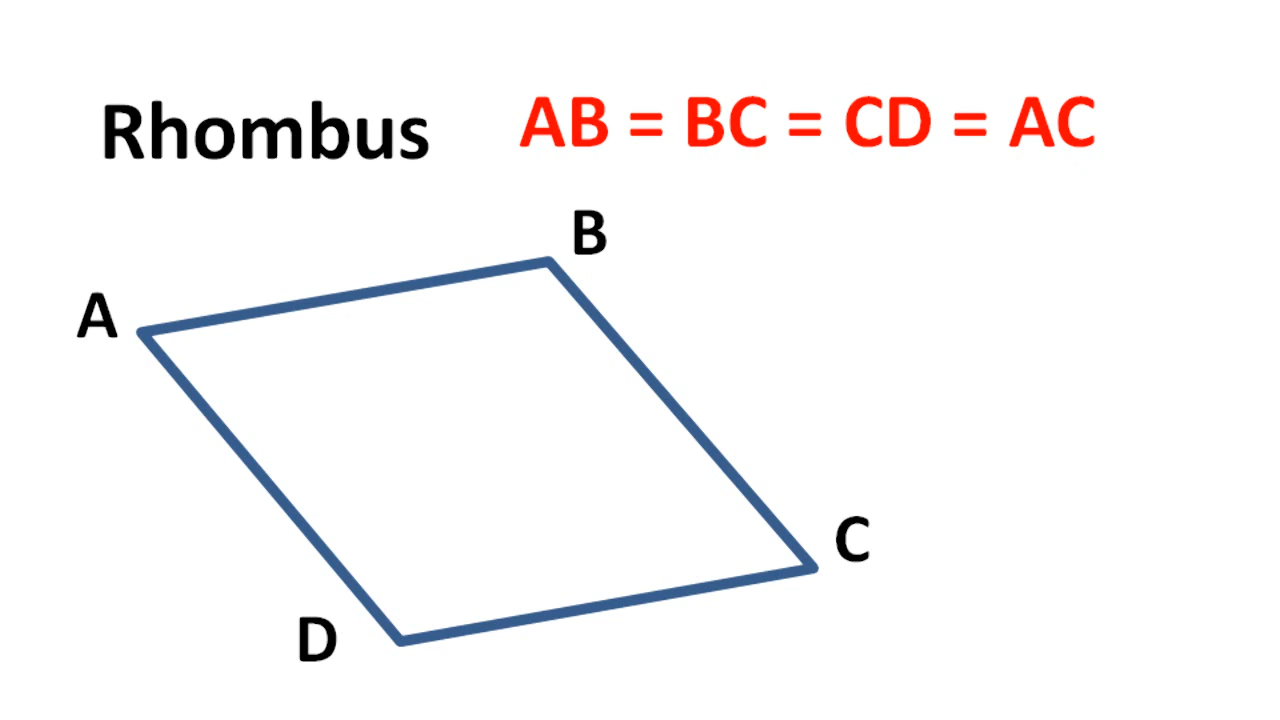 Rhombus AB = BC = CD = AC
B
A
C
D